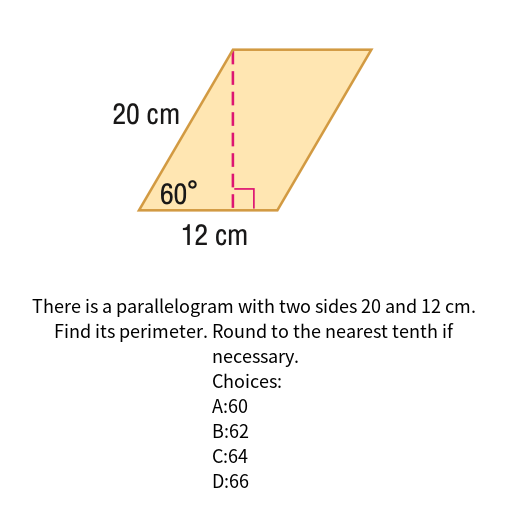 20 cm
60°
12 cm
There is a parallelogram with two sides 20 and 12 cm.
Find its perimeter. Round to the nearest tenth if
necessary.
Choices:
A:60
B:62
C:64
D:66